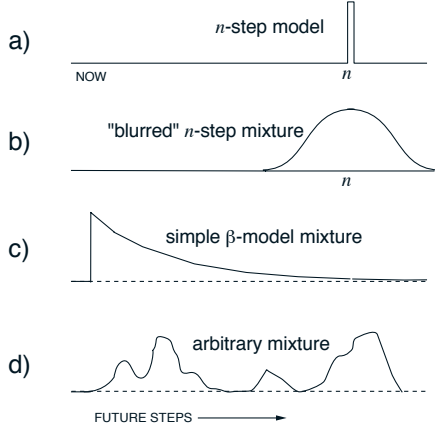 a)
n-step model
NOW
n
b)
"blurred" n-step mixture
n
c)
simple β-model mixture
d)
arbitrary mixture
FUTURE STEPS